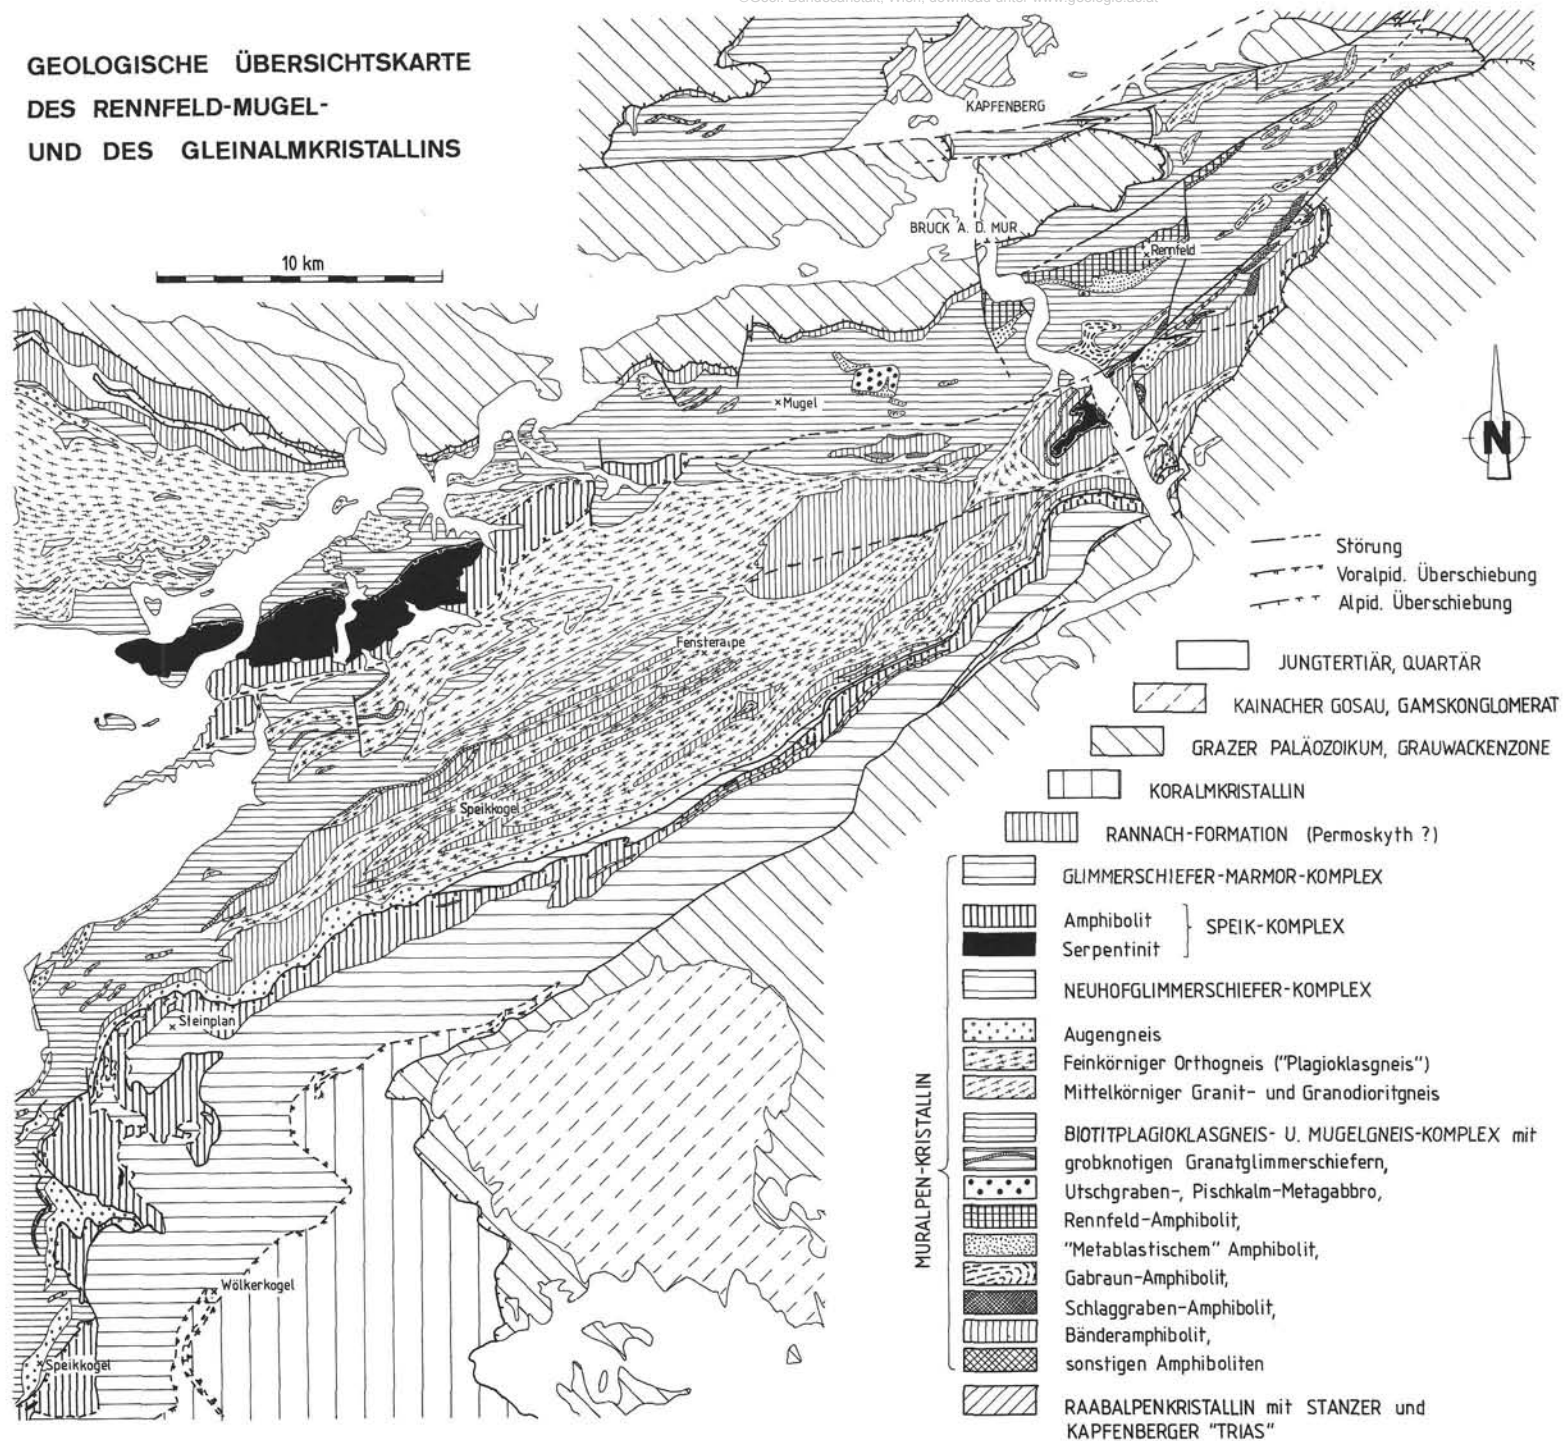 GEOLOGISCHE ÜBERSICHTSKARTE
DES RENNFELD-MUGEL-
UND DES GLEINALMKRISTALLINS
10 km
KAPFENBERG
BRUCK A. D. MUR
Rennfeld
Mugel
N
Fensteralpe
Speikkogel
Steinplan
Wölkerkogel
Speikkogel
Störung
Voralpid. Überschiebung
Alpid. Überschiebung
JUNGTERTIÄR, QUARTÄR
KAINACHER GOSAU, GAMSKONGLOMERAT
GRAZER PALÄOZOIKUM, GRAUWACKENZONE
KORALMKRISTALLIN
RANNACH-FORMATION (Permoskyth ?)
MURALPEN-KRISTALLIN
GLIMMERSCHIEFER-MARMOR-KOMPLEX
Amphibolit
Serpentinit
SPEIK-KOMPLEX
NEUHOFGLIMMERSCHIEFER-KOMPLEX
Augengneis
Feinkörniger Orthogneis ("Plagioklasgneis")
Mittelkörniger Granit- und Granodioritgneis
BIOTITPLAGIOKLASGNEIS- U. MUGELGNEIS-KOMPLEX mit
grobknotigen Granatglimmerschiefern,
Utschgraben-, Pischkalm-Metagabbro,
Rennfeld-Amphibolit,
"Metablastischem" Amphibolit,
Gabraun-Amphibolit,
Schlaggraben-Amphibolit,
Bänderamphibolit,
sonstigen Amphiboliten
RAABALPENKRISTALLIN mit STANZER und
KAPFENBERGER "TRIAS"